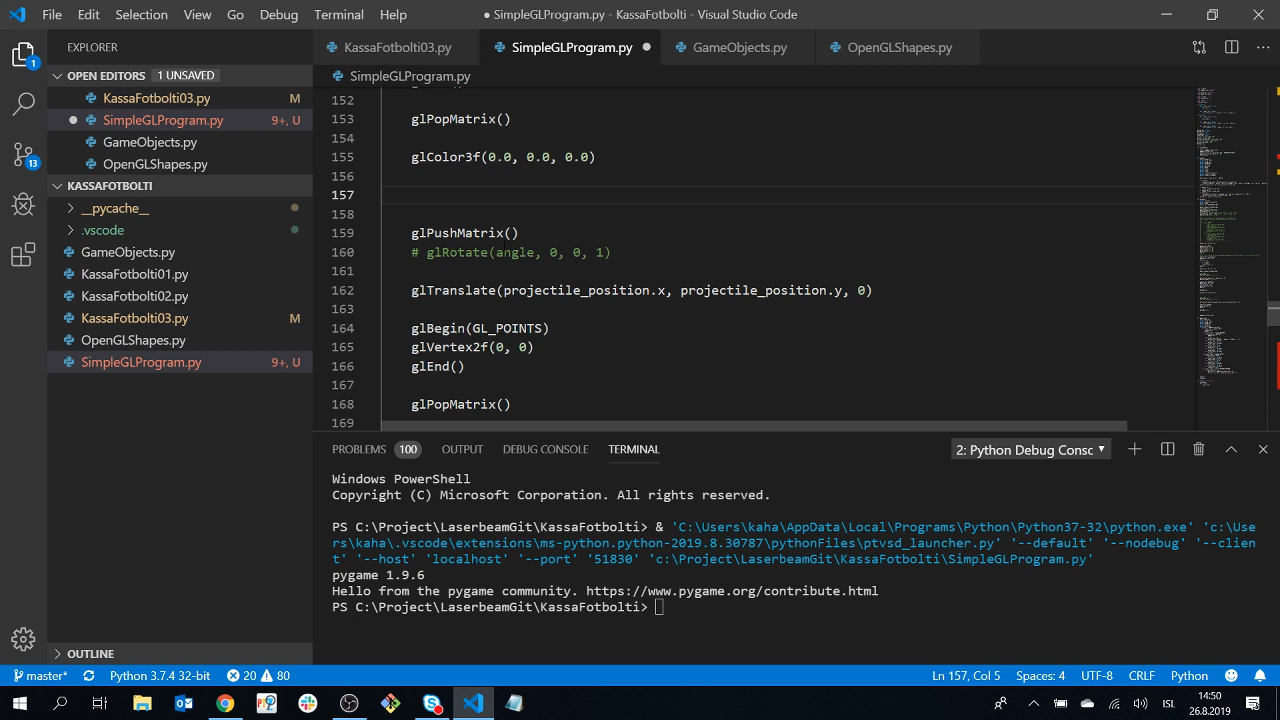 File Edit Selection View Go Debug Terminal Help ● SimpleGLProgram.py - KassaFotbolti - Visual Studio Code
EXPLORER
KassaFotbolti03.py SimpleGLProgram.py GameObjects.py OpenGLShapes.py
OPEN EDITORS 1 UNSAVED
KassaFotbolti03.py M
SimpleGLProgram.py 9+, U
GameObjects.py
OpenGLShapes.py
KASSAFOTBOLTI
__pycache__
.vscode
GameObjects.py
KassaFotbolti01.py
KassaFotbolti02.py
KassaFotbolti03.py M
OpenGLShapes.py
SimpleGLProgram.py 9+, U
OUTLINE
1
13
SimpleGLProgram.py
152
153 glPopMatrix()
154
155 glColor3f(0.0, 0.0, 0.0)
156
157
158
159 glPushMatrix()
160 # glRotate(angle, 0, 0, 1)
161
162 glTranslate(projectile_position.x, projectile_position.y, 0)
163
164 glBegin(GL_POINTS)
165 glVertex2f(0, 0)
166 glEnd()
167
168 glPopMatrix()
169
PROBLEMS 100 OUTPUT DEBUG CONSOLE TERMINAL 2: Python Debug Consc
Windows PowerShell
Copyright (C) Microsoft Corporation. All rights reserved.
PS C:\Project\LaserbeamGit\KassaFotbolti> & 'C:\Users\kaha\AppData\Local\Programs\Python\Python37-32\python.exe' 'c:\Use
rs\kaha\.vscode\extensions\ms-python.python-2019.8.30787\pythonFiles\ptvsd_launcher.py' '--default' '--nodebug' '--clien
t' '--host' 'localhost' '--port' '51830' 'c:\Project\LaserbeamGit\KassaFotbolti\SimpleGLProgram.py'
pygame 1.9.6
Hello from the pygame community. https://www.pygame.org/contribute.html
PS C:\Project\LaserbeamGit\KassaFotbolti>
master* Python 3.7.4 32-bit 20 80 Ln 157, Col 5 Spaces: 4 UTF-8 CRLF Python
ISL 14:50
26.8.2019